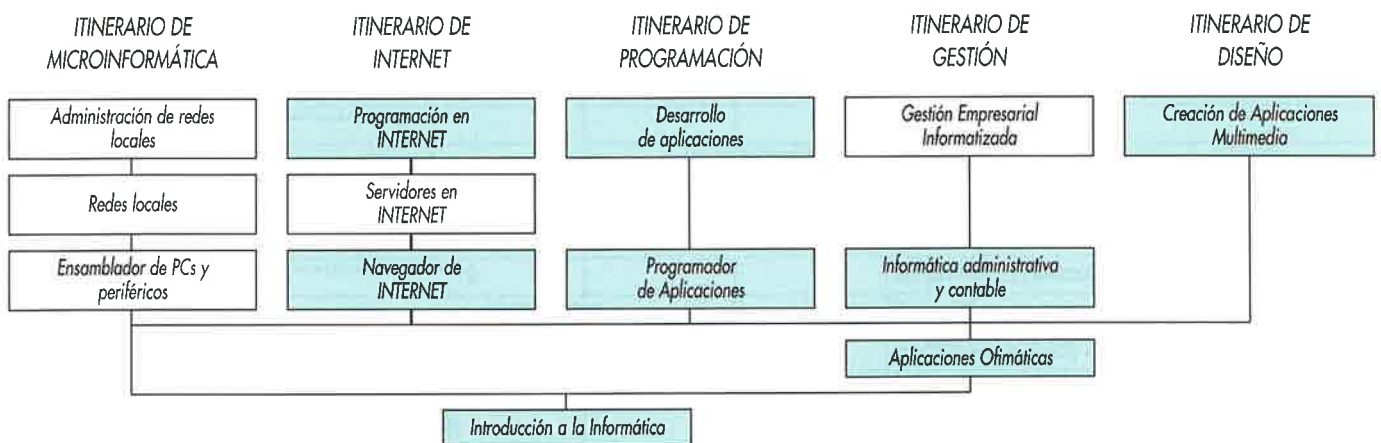 ITINERARIO DE
MICROINFORMÁTICA
ITINERARIO DE
INTERNET
ITINERARIO DE
PROGRAMACIÓN
ITINERARIO DE
GESTIÓN
ITINERARIO DE
DISEÑO
Administración de redes
locales
Programación en
INTERNET
Desarrollo
de aplicaciones
Gestión Empresarial
Informatizada
Creación de Aplicaciones
Multimedia
Redes locales
Servidores en
INTERNET
Ensamblador de PCs y
periféricos
Navegador de
INTERNET
Programador
de Aplicaciones
Informática administrativa
y contable
Aplicaciones Ofimáticas
Introducción a la Informática